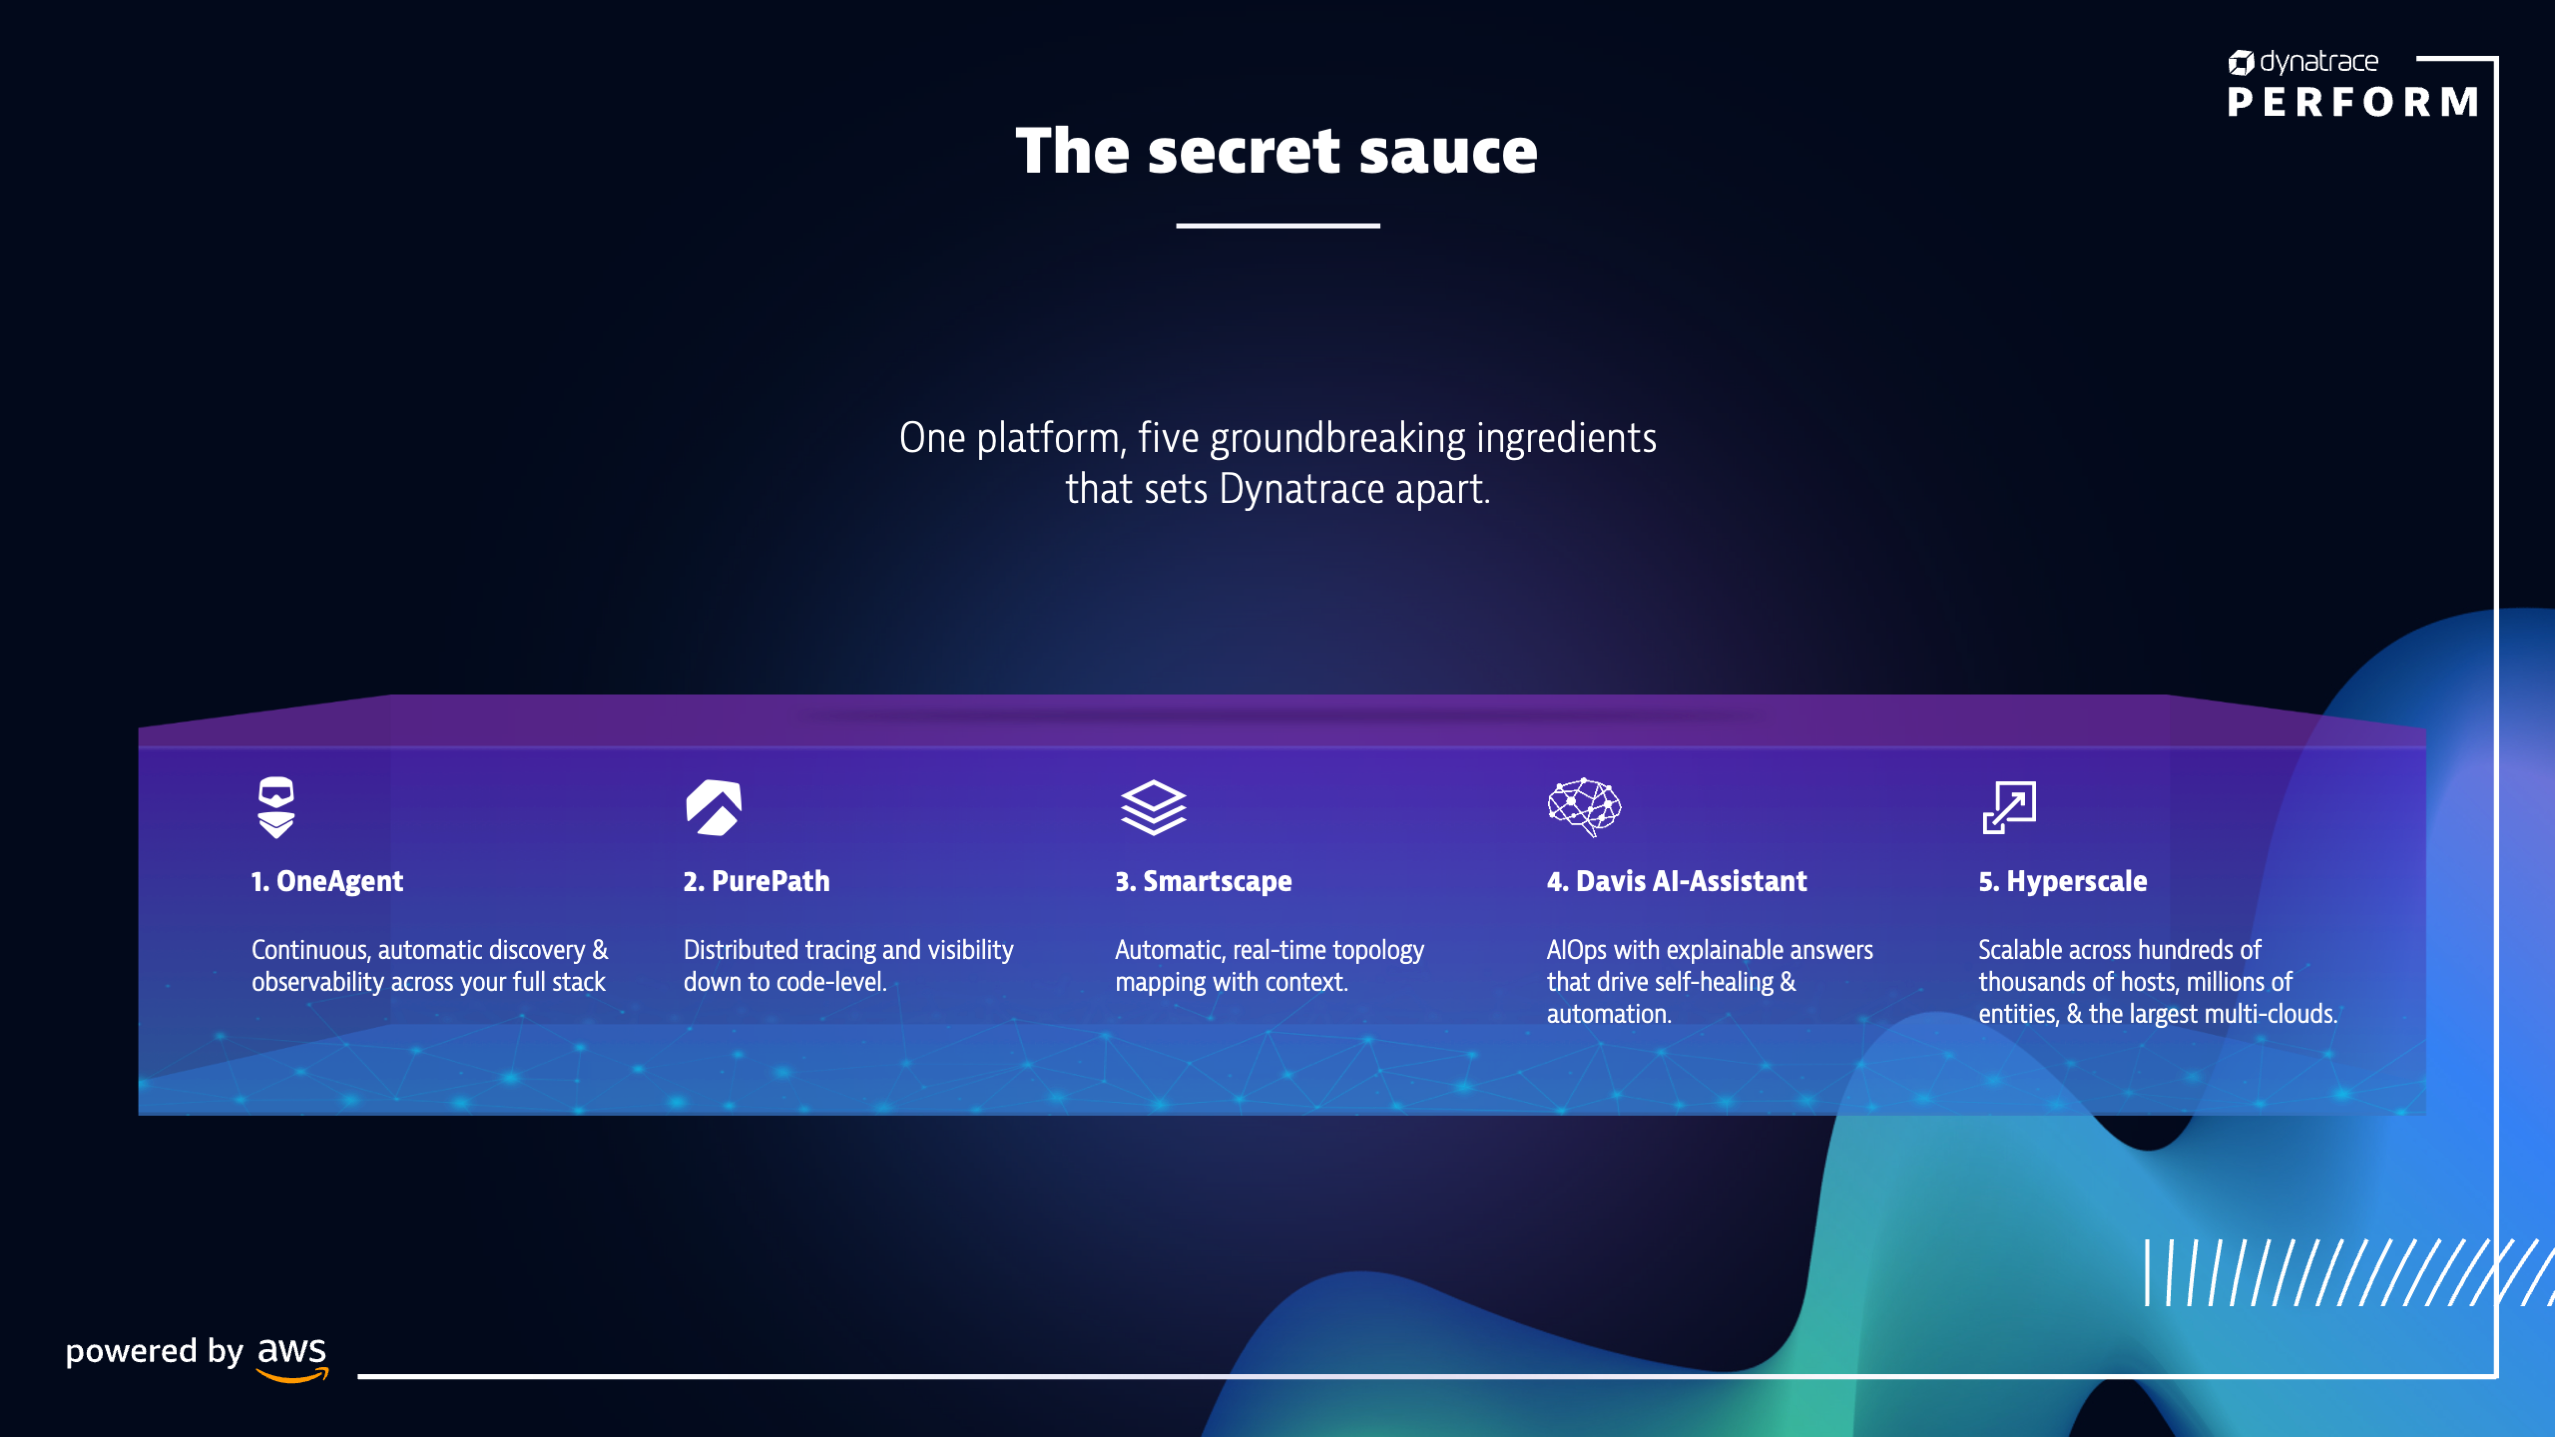 dynatrace
PERFORM
The secret sauce
One platform, five groundbreaking ingredients
that sets Dynatrace apart.
1. OneAgent
Continuous, automatic discovery &
observability across your full stack
2. PurePath
Distributed tracing and visibility
down to code-level.
3. Smartscape
Automatic, real-time topology
mapping with context.
4. Davis AI-Assistant
AIOps with explainable answers
that drive self-healing &
automation.
5. Hyperscale
Scalable across hundreds of
thousands of hosts, millions of
entities, & the largest multi-clouds.
powered by aws